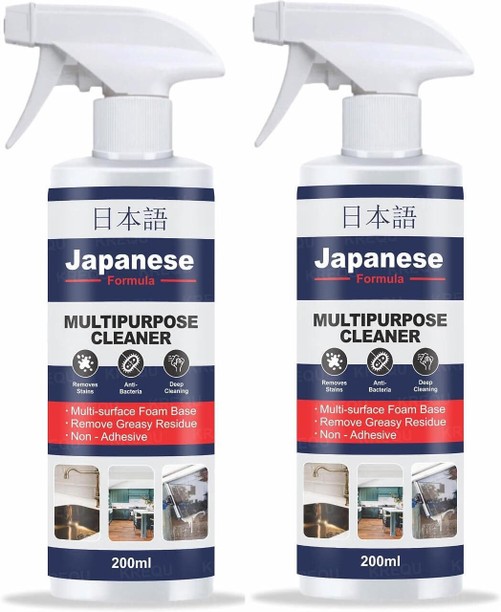 日本語
Japanese
Formula
MULTIPURPOSE
CLEANER
Removes
Stains
Anti-
Bacteria
Deep
Cleaning
· Multi-surface Foam Base
· Remove Greasy Residue
· Non - Adhesive
200ml
日本語
Japanese
Formula
MULTIPURPOSE
CLEANER
Removes
Stains
Anti-
Bacteria
Deep
Cleaning
· Multi-surface Foam Base
· Remove Greasy Residue
· Non - Adhesive
200ml